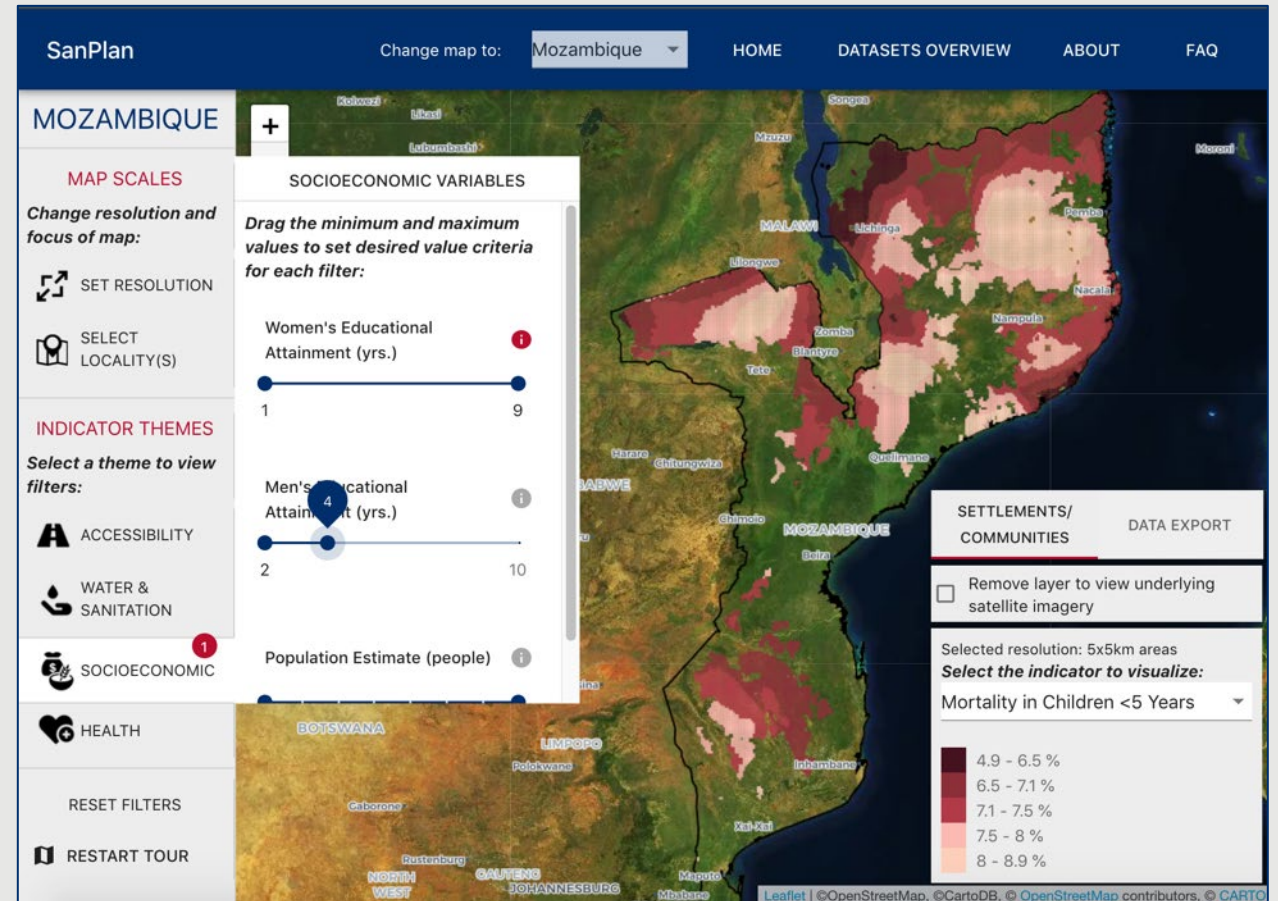 SanPlan
Change map to:
Mozambique
HOME
DATASETS OVERVIEW
ABOUT
FAQ
MOZAMBIQUE
MAP SCALES
Change resolution and
focus of map:
SET RESOLUTION
SELECT
LOCALITY(S)
INDICATOR THEMES
Select a theme to view
filters:
ACCESSIBILITY
WATER &
SANITATION
1
SOCIOECONOMIC
HEALTH
RESET FILTERS
RESTART TOUR
+
SOCIOECONOMIC VARIABLES
Drag the minimum and maximum
values to set desired value criteria
for each filter:
Women's Educational
Attainment (yrs.)
i
1
9
Men's
Attainment (yrs.)
i
4
2
10
Population Estimate (people)
i
Kolwezi
Likasi
Lubumbashi
Songea
Mzuzu
Moroni
MALAWI
Lichinga
Pemba
Lilongwe
Nacala
Nampula
Zomba
Blantyre
Tete
Quelimane
Harare
Chitungwiza
Chimoio
MOZAMBIQUE
Beira
BOTSWANA
LIMPOPO
Polokwane
Inhambane
Gaborone
Xai-Xai
Rustenburg
NORTH
WEST
GAUTENG
JOHANNESBURG
Maputo
Mbabane
SETTLEMENTS/
COMMUNITIES
DATA EXPORT
Remove layer to view underlying
satellite imagery
Selected resolution: 5x5km areas
Select the indicator to visualize:
Mortality in Children <5 Years
4.9 - 6.5 %
6.5 - 7.1 %
7.1 - 7.5 %
7.5 - 8 %
8 - 8.9 %
Leaflet | ©OpenStreetMap, ©CartoDB, © OpenStreetMap contributors, © CARTO